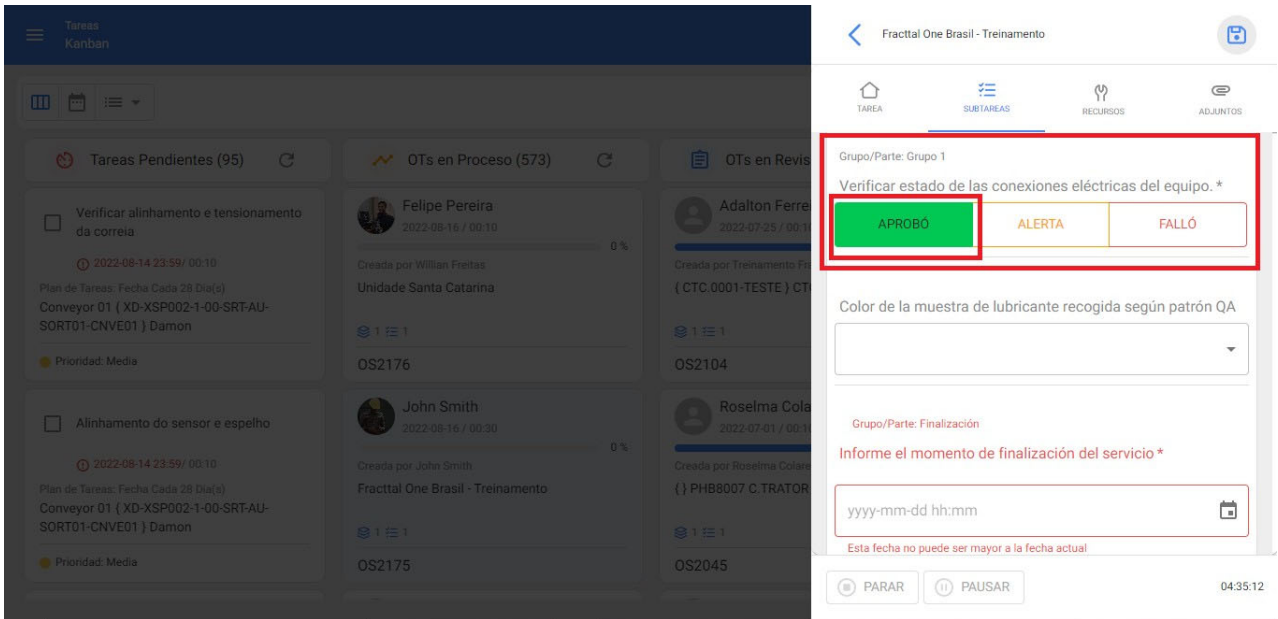 Tareas
Kanban
Tareas Pendientes (95)
Verificar alinhamento e tensionamento
da correia
2022-08-14 23:59/ 00:10
Plan de Tareas: Fecha Cada 28 Dia(s)
Conveyor 01 { XD-XSP002-1-00-SRT-AU-
SORT01-CNVE01 } Damon
Prioridad: Media
Alinhamento do sensor e espelho
2022-08-14 23:59/ 00:10
Plan de Tareas: Fecha Cada 28 Dia(s)
Conveyor 01 { XD-XSP002-1-00-SRT-AU-
SORT01-CNVE01 } Damon
Prioridad: Media
OTs en Proceso (573)
Felipe Pereira
2022-08-16 / 00:10
0 %
Creada por Willian Freitas
Unidade Santa Catarina
1 1
OS2176
John Smith
2022-08-16 / 00:30
0 %
Creada por John Smith
Fracttal One Brasil - Treinamento
1 1
OS2175
OTs en Revis
Adalton Ferre
2022-07-25 / 00:10
Creada por Treinamento Fra
{ CTC.0001-TESTE } CT
1 1
OS2104
Roselma Cola
2022-07-01 / 00:1
Creada por Roselma Colare
{ } PHB8007 C.TRATOR
1 1
OS2045
Fracttal One Brasil - Treinamento
TAREA
SUBTAREAS
RECURSOS
ADJUNTOS
Grupo/Parte: Grupo 1
Verificar estado de las conexiones eléctricas del equipo. *
APROBÓ
ALERTA
FALLÓ
Color de la muestra de lubricante recogida según patrón QA
Grupo/Parte: Finalización
Informe el momento de finalización del servicio *
yyyy-mm-dd hh:mm
Esta fecha no puede ser mayor a la fecha actual
PARAR
PAUSAR
04:35:12